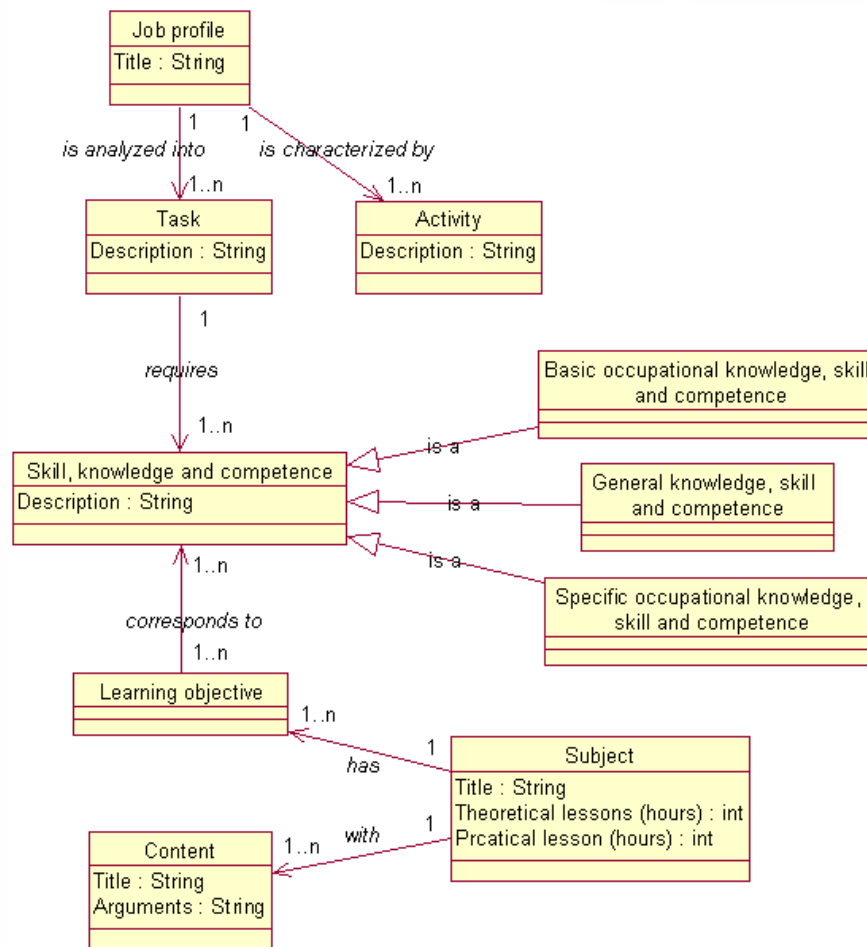 Job profile
Title : String
1
1
is analyzed into
is characterized by
1..n
1..n
Task
Description : String
Activity
Description : String
1
requires
1..n
Basic occupational knowledge, skill
and competence
is a
Skill, knowledge and competence
Description : String
General knowledge, skill
and competence
is a
is a
Specific occupational knowledge,
skill and competence
1..n
corresponds to
1..n
Learning objective
1..n
1
has
Subject
Title : String
Theoretical lessons (hours) : int
Prcatical lesson (hours) : int
1
with
1..n
Content
Title : String
Arguments : String